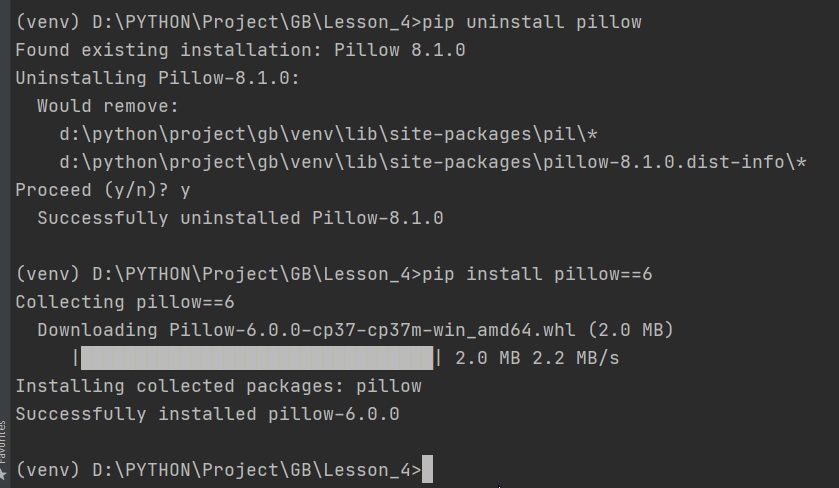 (venv) D:\PYTHON\Project\GB\Lesson_4>pip uninstall pillow
Found existing installation: Pillow 8.1.0
Uninstalling Pillow-8.1.0:
  Would remove:
    d:\python\project\gb\venv\lib\site-packages\pil\*
    d:\python\project\gb\venv\lib\site-packages\pillow-8.1.0.dist-info\*
Proceed (y/n)? y
  Successfully uninstalled Pillow-8.1.0
(venv) D:\PYTHON\Project\GB\Lesson_4>pip install pillow==6
Collecting pillow==6
  Downloading Pillow-6.0.0-cp37-cp37m-win_amd64.whl (2.0 MB)
     |████████████████████████████████| 2.0 MB 2.2 MB/s
Installing collected packages: pillow
Successfully installed pillow-6.0.0
(venv) D:\PYTHON\Project\GB\Lesson_4>
Favorites